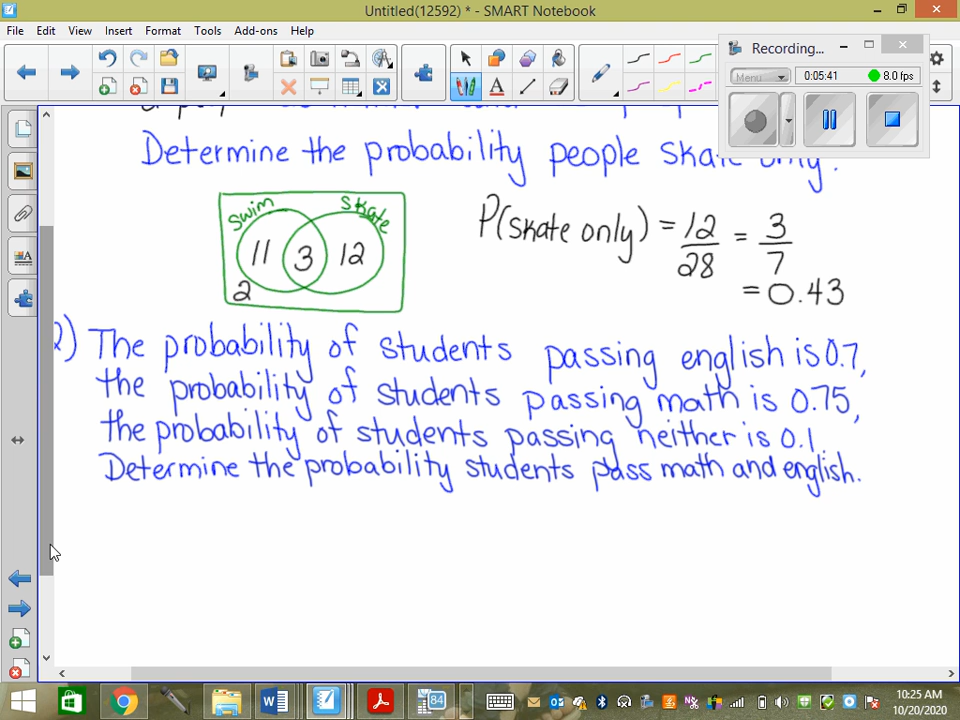 Untitled(12592) * - SMART Notebook
File Edit View Insert Format Tools Add-ons Help
Recording...
Menu 0:05:41 8.0 fps
Determine the probability people skate only.
swim skate
11 3 12
2
P(skate only) = 12/28 = 3/7
= 0.43
2) The probability of students passing english is 0.7,
the probability of students passing math is 0.75,
the probability of students passing neither is 0.1
Determine the probability students pass math and english.
84
10:25 AM
10/20/2020